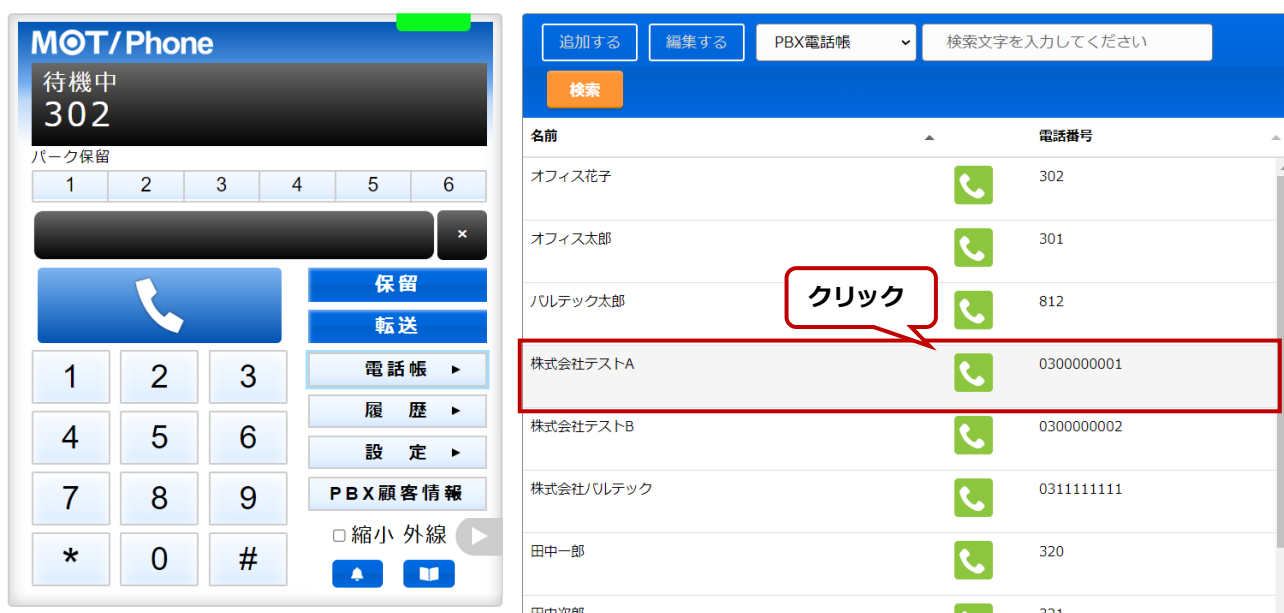 MOT/Phone
待機中
302
パーク保留
1 2 3 4 5 6
×
保留
転送
1 2 3
電話帳 ▶
履 歴 ▶
4 5 6
設 定 ▶
7 8 9
PBX顧客情報
縮小 外線
* 0 #
追加する 編集する PBX電話帳 検索文字を入力してください
検索
名前 電話番号
オフィス花子 302
オフィス太郎 301
バルテック太郎 812
クリック
株式会社テストA 0300000001
株式会社テストB 0300000002
株式会社バルテック 0311111111
田中一郎 320
田中次郎 321